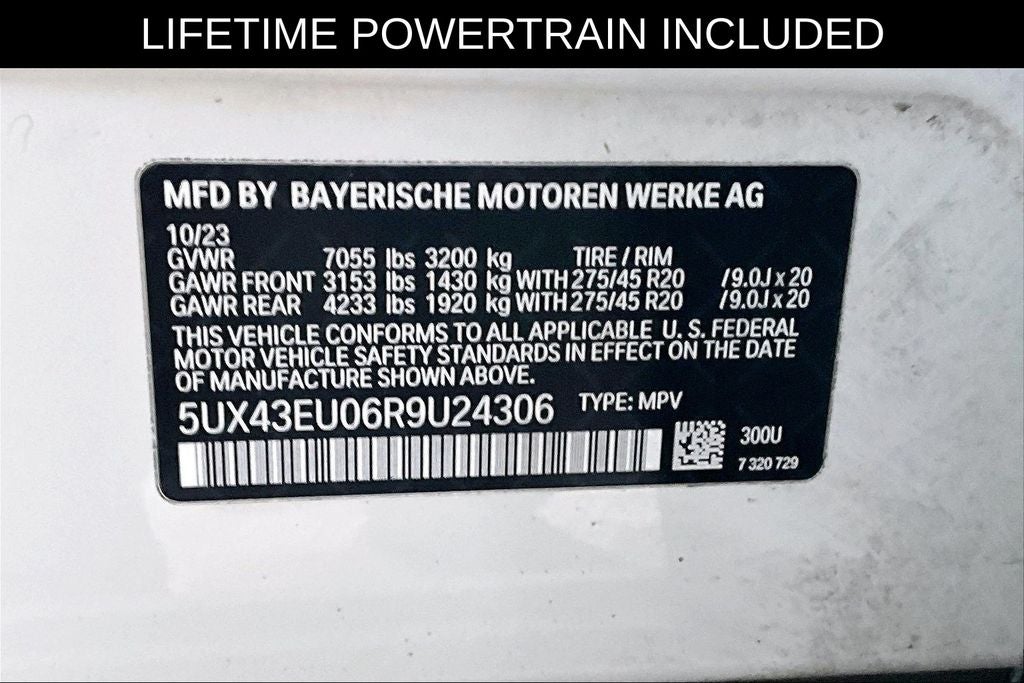 LIFETIME POWERTRAIN INCLUDED
MFD BY BAYERISCHE MOTOREN WERKE AG
10/23
GVWR 7055 lbs 3200 kg TIRE / RIM
GAWR FRONT 3153 lbs 1430 kg WITH 275/45 R20 /9.0J x 20
GAWR REAR 4233 lbs 1920 kg WITH 275/45 R20 /9.0J x 20
THIS VEHICLE CONFORMS TO ALL APPLICABLE U. S. FEDERAL
MOTOR VEHICLE SAFETY STANDARDS IN EFFECT ON THE DATE
OF MANUFACTURE SHOWN ABOVE.
5UX43EU06R9U24306 TYPE: MPV
300U
7 320 729